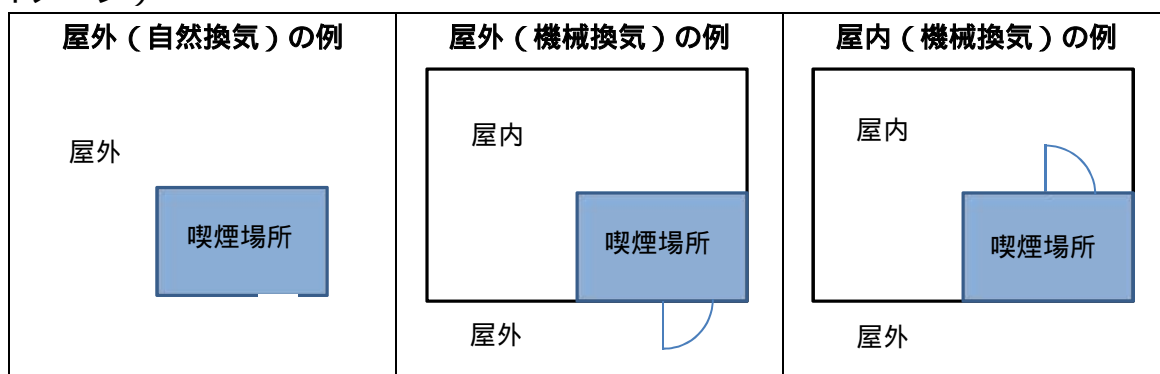 屋外(自然換気)の例
屋外
喫煙場所
屋外(機械換気)の例
屋内
喫煙場所
屋外
屋内(機械換気)の例
屋内
喫煙場所
屋外